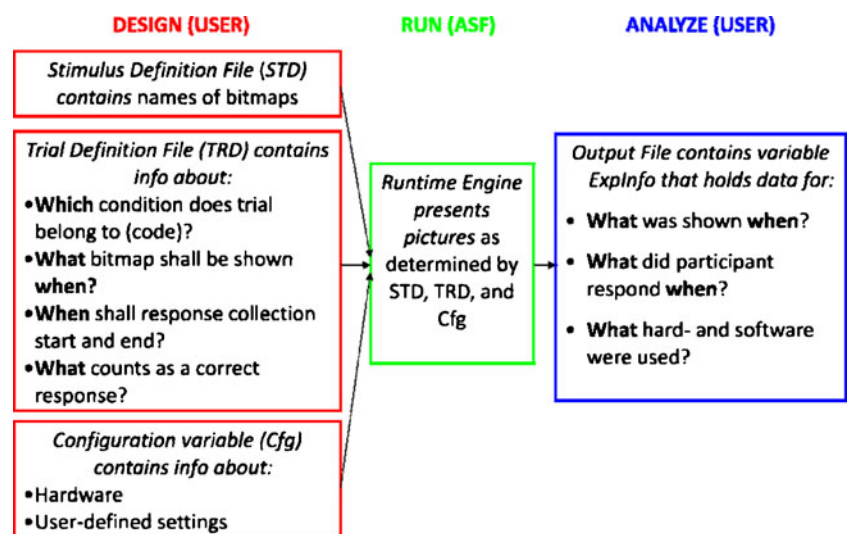 DESIGN (USER)
Stimulus Definition File (STD)
contains names of bitmaps
Trial Definition File (TRD) contains
info about:
•Which condition does trial
belong to (code)?
•What bitmap shall be shown
when?
•When shall response collection
start and end?
•What counts as a correct
response?
Configuration variable (Cfg)
contains info about:
•Hardware
•User-defined settings
RUN (ASF)
Runtime Engine
presents
pictures as
determined by
STD, TRD, and
Cfg
ANALYZE (USER)
Output File contains variable
ExpInfo that holds data for:
• What was shown when?
• What did participant
respond when?
• What hard- and software
were used?